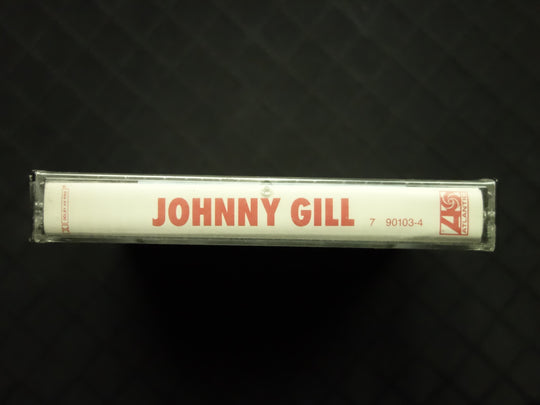 JOHNNY GILL
7 90103-4
ATLANTIC